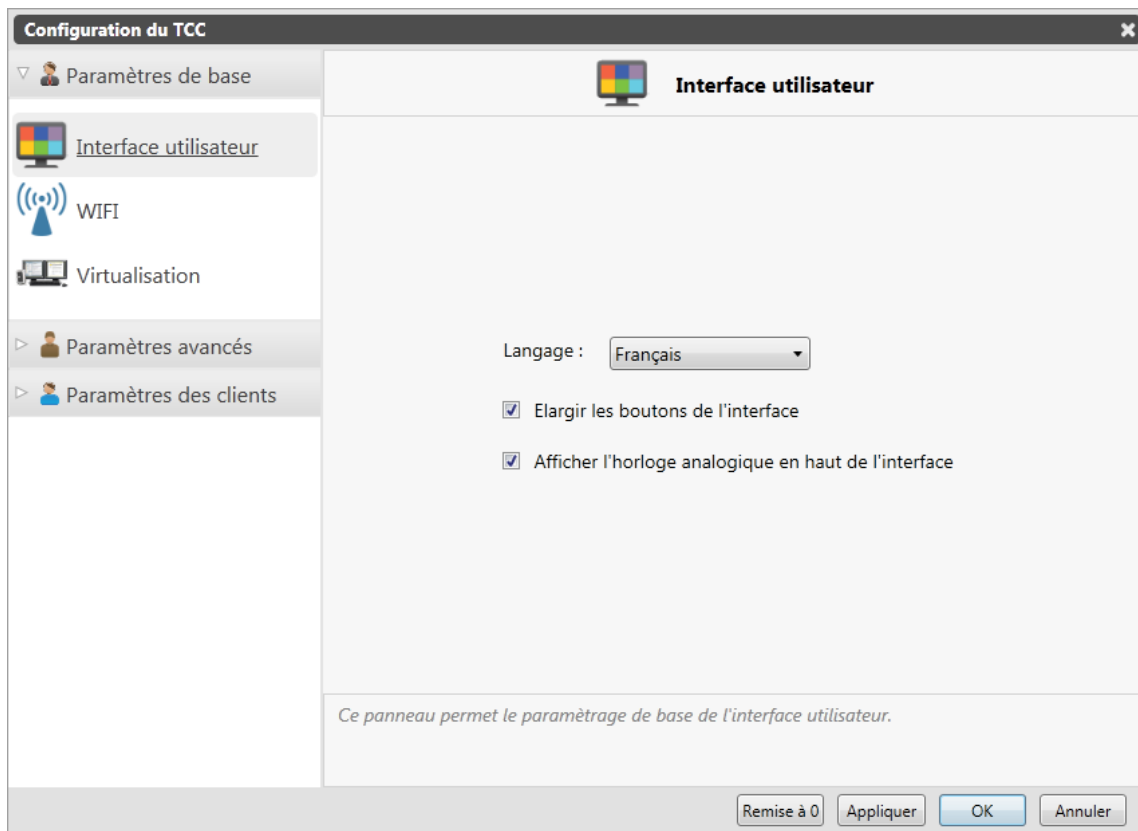 Configuration du TCC
Paramètres de base
Interface utilisateur
WIFI
Virtualisation
Paramètres avancés
Paramètres des clients
Interface utilisateur
Langage :
Français
Elargir les boutons de l'interface
Afficher l'horloge analogique en haut de l'interface
Ce panneau permet le paramètrage de base de l'interface utilisateur.
Remise à 0
Appliquer
OK
Annuler